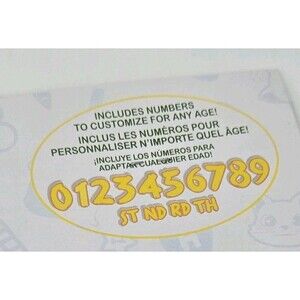 INCLUDES NUMBERS
TO CUSTOMIZE FOR ANY AGE!
INCLUS LES NUMÉROS POUR
PERSONNALISER N'IMPORTE QUEL ÂGE!
¡INCLUYE LOS NÚMEROS PARA
ADAPTAR CUALQUIER EDAD!
0123456789
ST ND RD TH